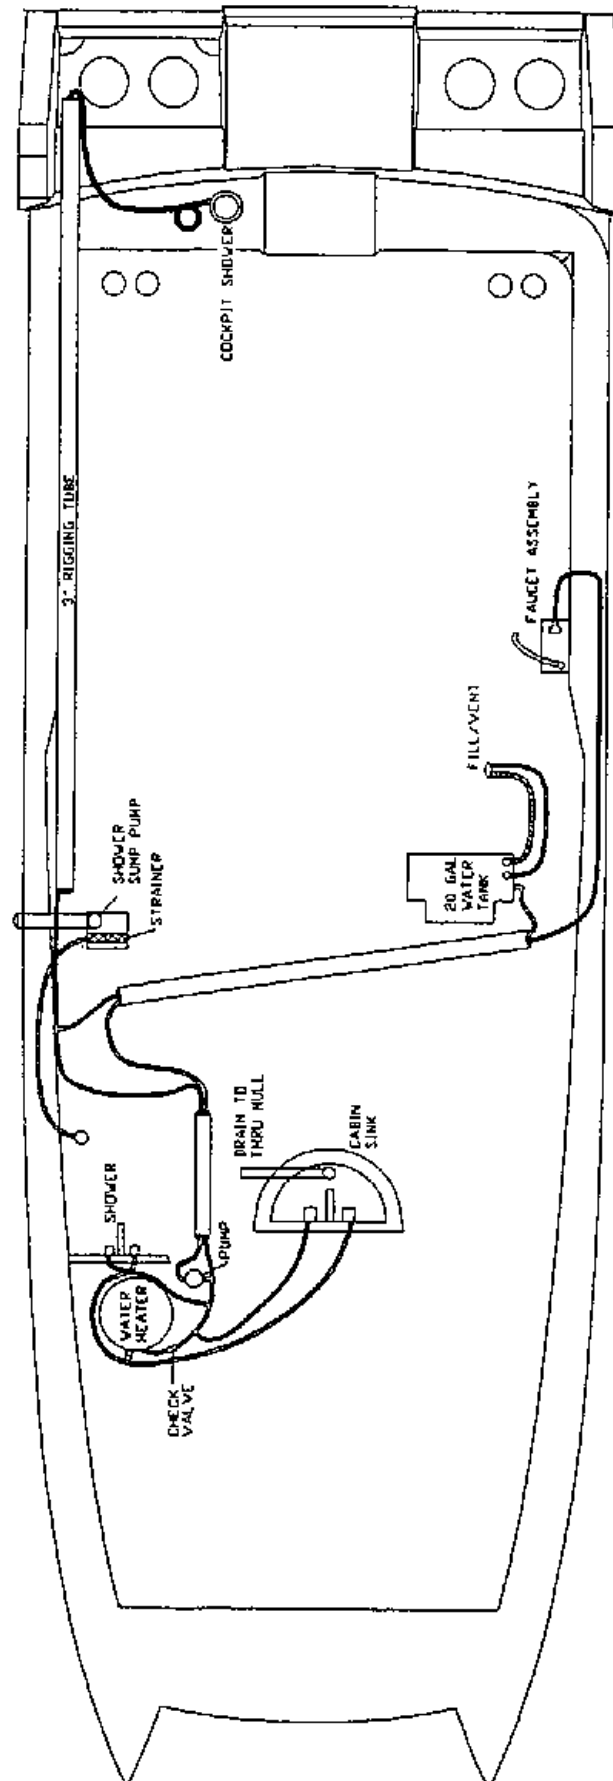 COCKPIT SHOWER
3" RIGGING TUBE
FAUCET ASSEMBLY
FILL/VENT
SHOWER
SUMP PUMP
STRAINER
20 GAL
WATER
TANK
DRAIN TO
THRU HULL
CABIN
SINK
SHOWER
PUMP
WATER
HEATER
CHECK
VALVE